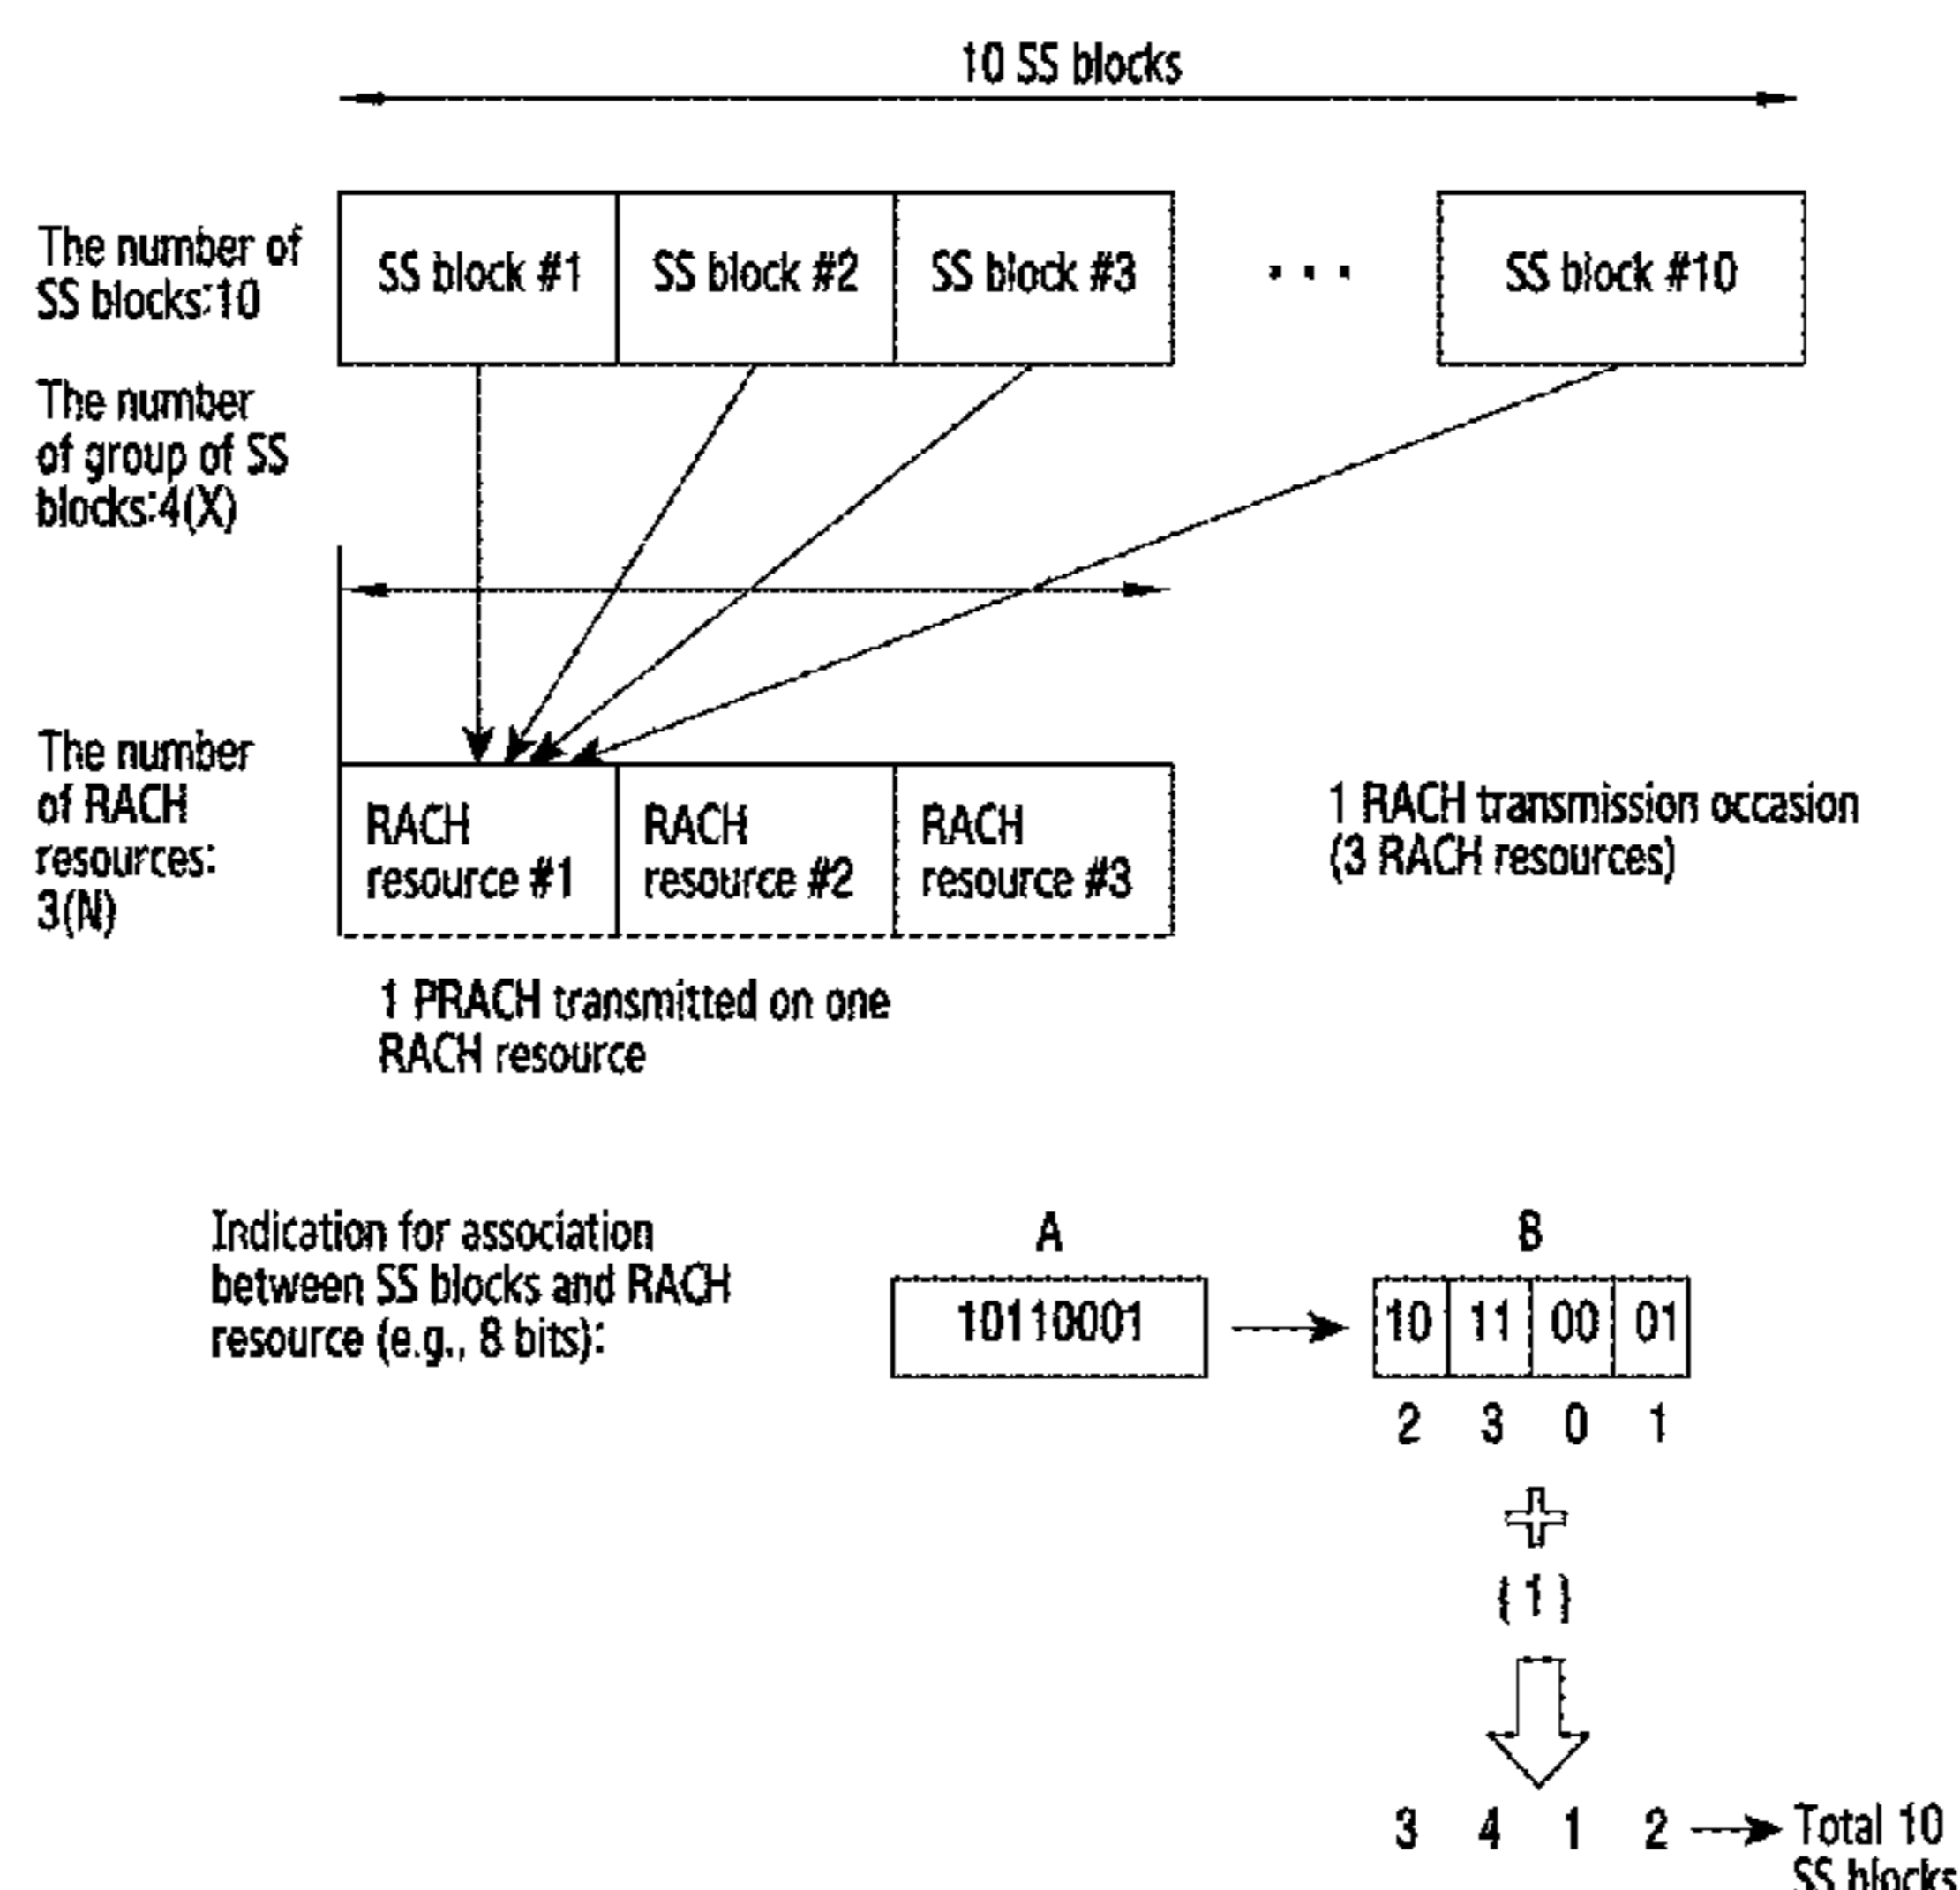 10 SS blocks
The number of
SS blocks:10
SS block #1
SS block #2
SS block #3
...
SS block #10
The number
of group of SS
blocks:4(X)
The number
of RACH
resources:
3(N)
RACH
resource #1
RACH
resource #2
RACH
resource #3
1 RACH transmission occasion
(3 RACH resources)
1 PRACH transmitted on one
RACH resource
Indication for association
between SS blocks and RACH
resource (e.g., 8 bits):
A
10110001
B
10 11 00 01
2 3 0 1
+
{1}
3 4 1 2
Total 10
SS blocks